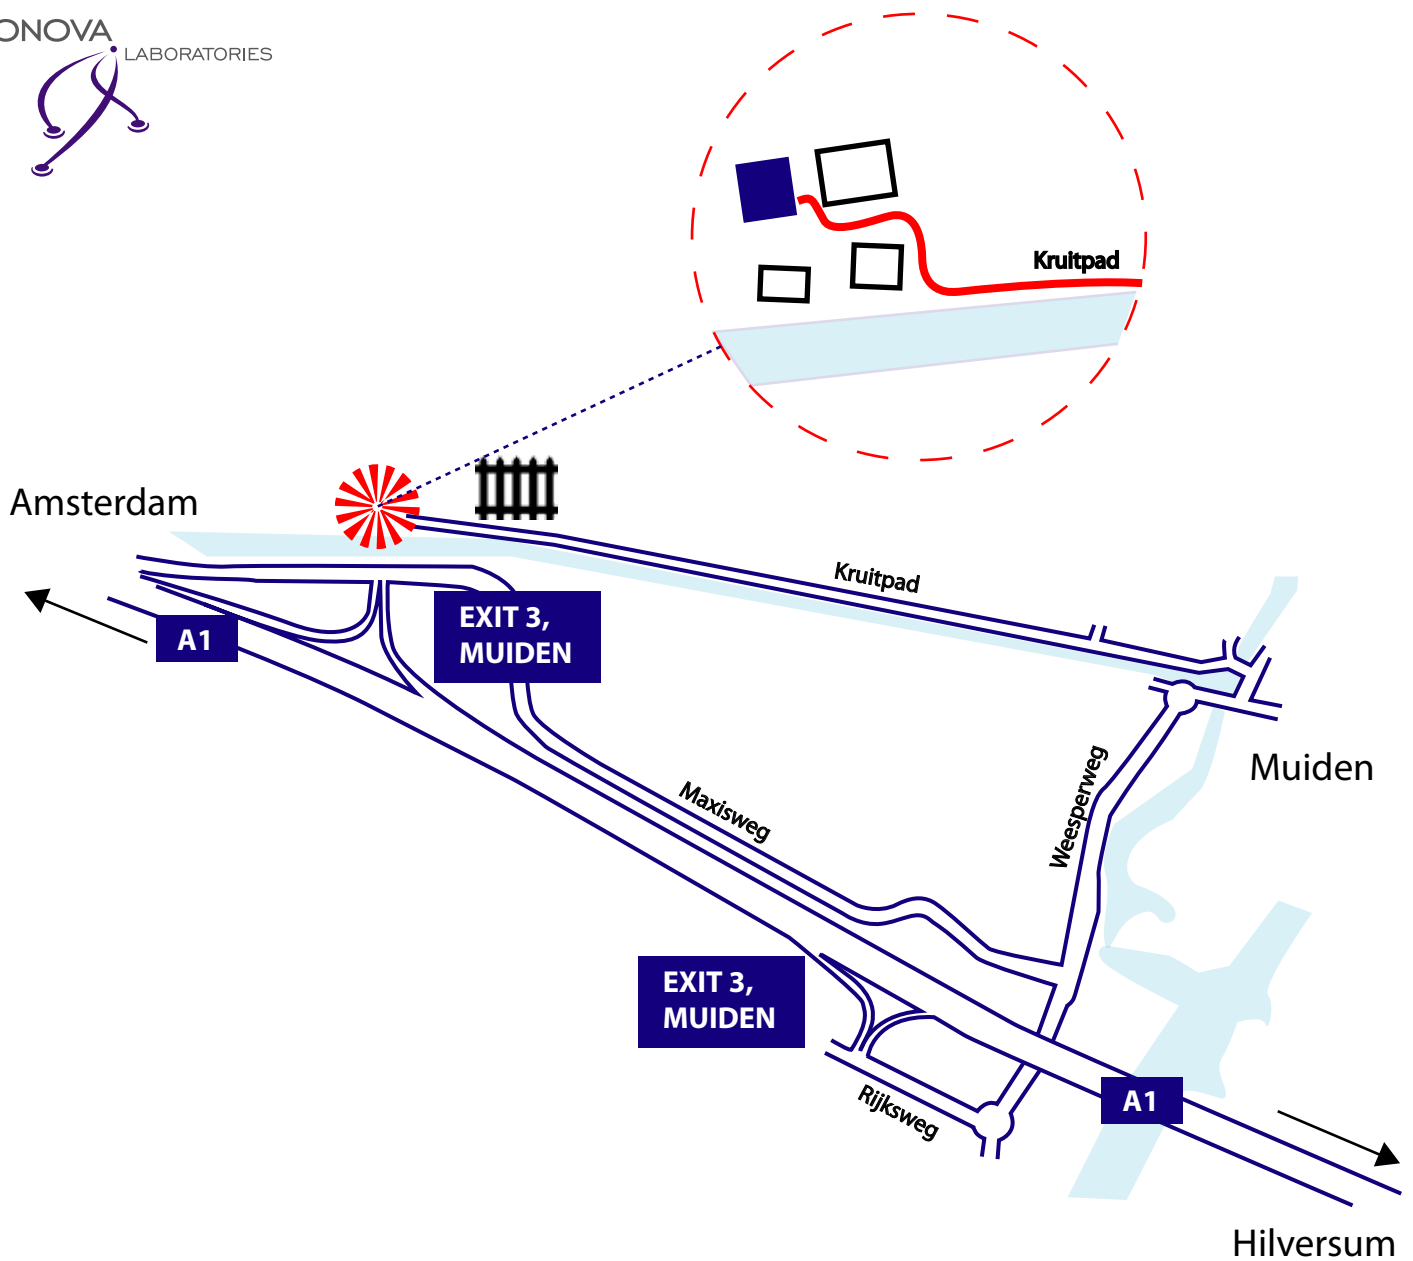 ONOVA
LABORATORIES
Kruitpad
Amsterdam
Kruitpad
EXIT 3,
MUIDEN
A1
Muiden
Weesperweg
Maxisweg
EXIT 3,
MUIDEN
A1
Rijksweg
Hilversum